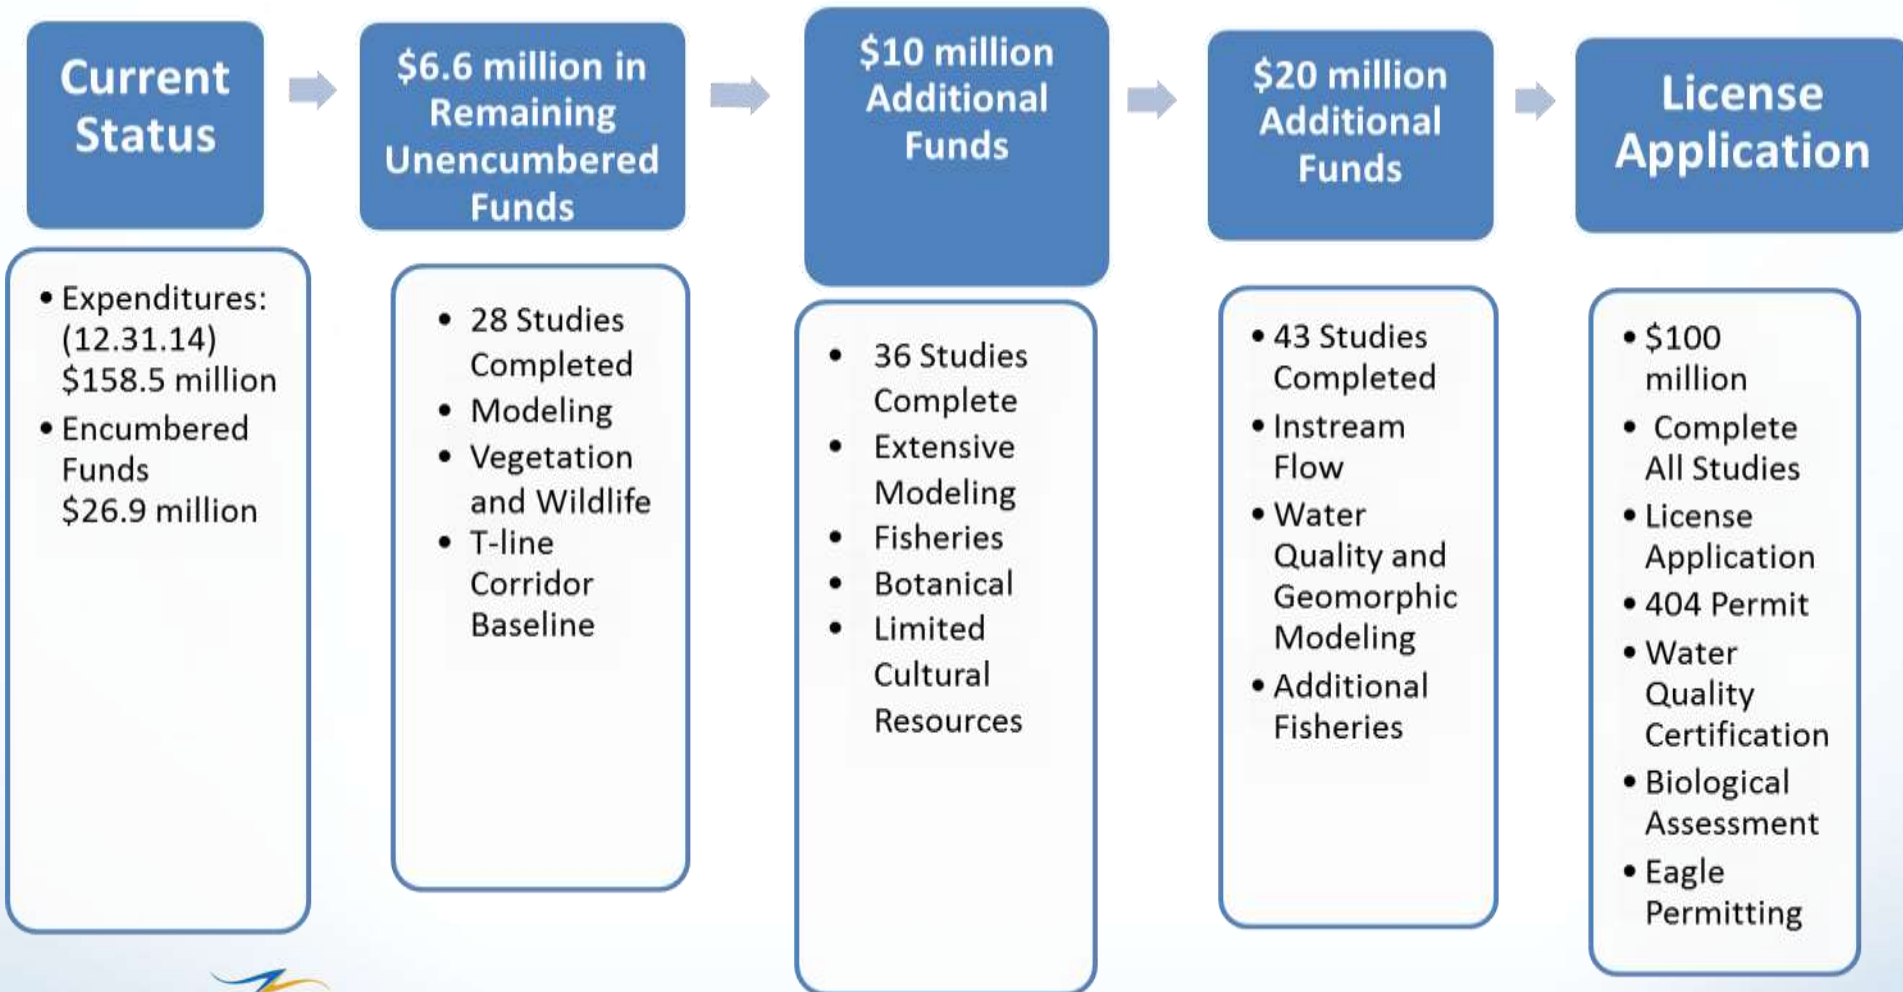 Current
Status
$6.6 million in
Remaining
Unencumbered
Funds
$10 million
Additional
Funds
$20 million
Additional
Funds
License
Application
• Expenditures:
(12.31.14)
$158.5 million
• Encumbered
Funds
$26.9 million
• 28 Studies
Completed
• Modeling
• Vegetation
and Wildlife
• T-line
Corridor
Baseline
• 36 Studies
Complete
• Extensive
Modeling
• Fisheries
• Botanical
• Limited
Cultural
Resources
• 43 Studies
Completed
• Instream
Flow
• Water
Quality and
Geomorphic
Modeling
• Additional
Fisheries
• $100
million
• Complete
All Studies
• License
Application
• 404 Permit
• Water
Quality
Certification
• Biological
Assessment
• Eagle
Permitting